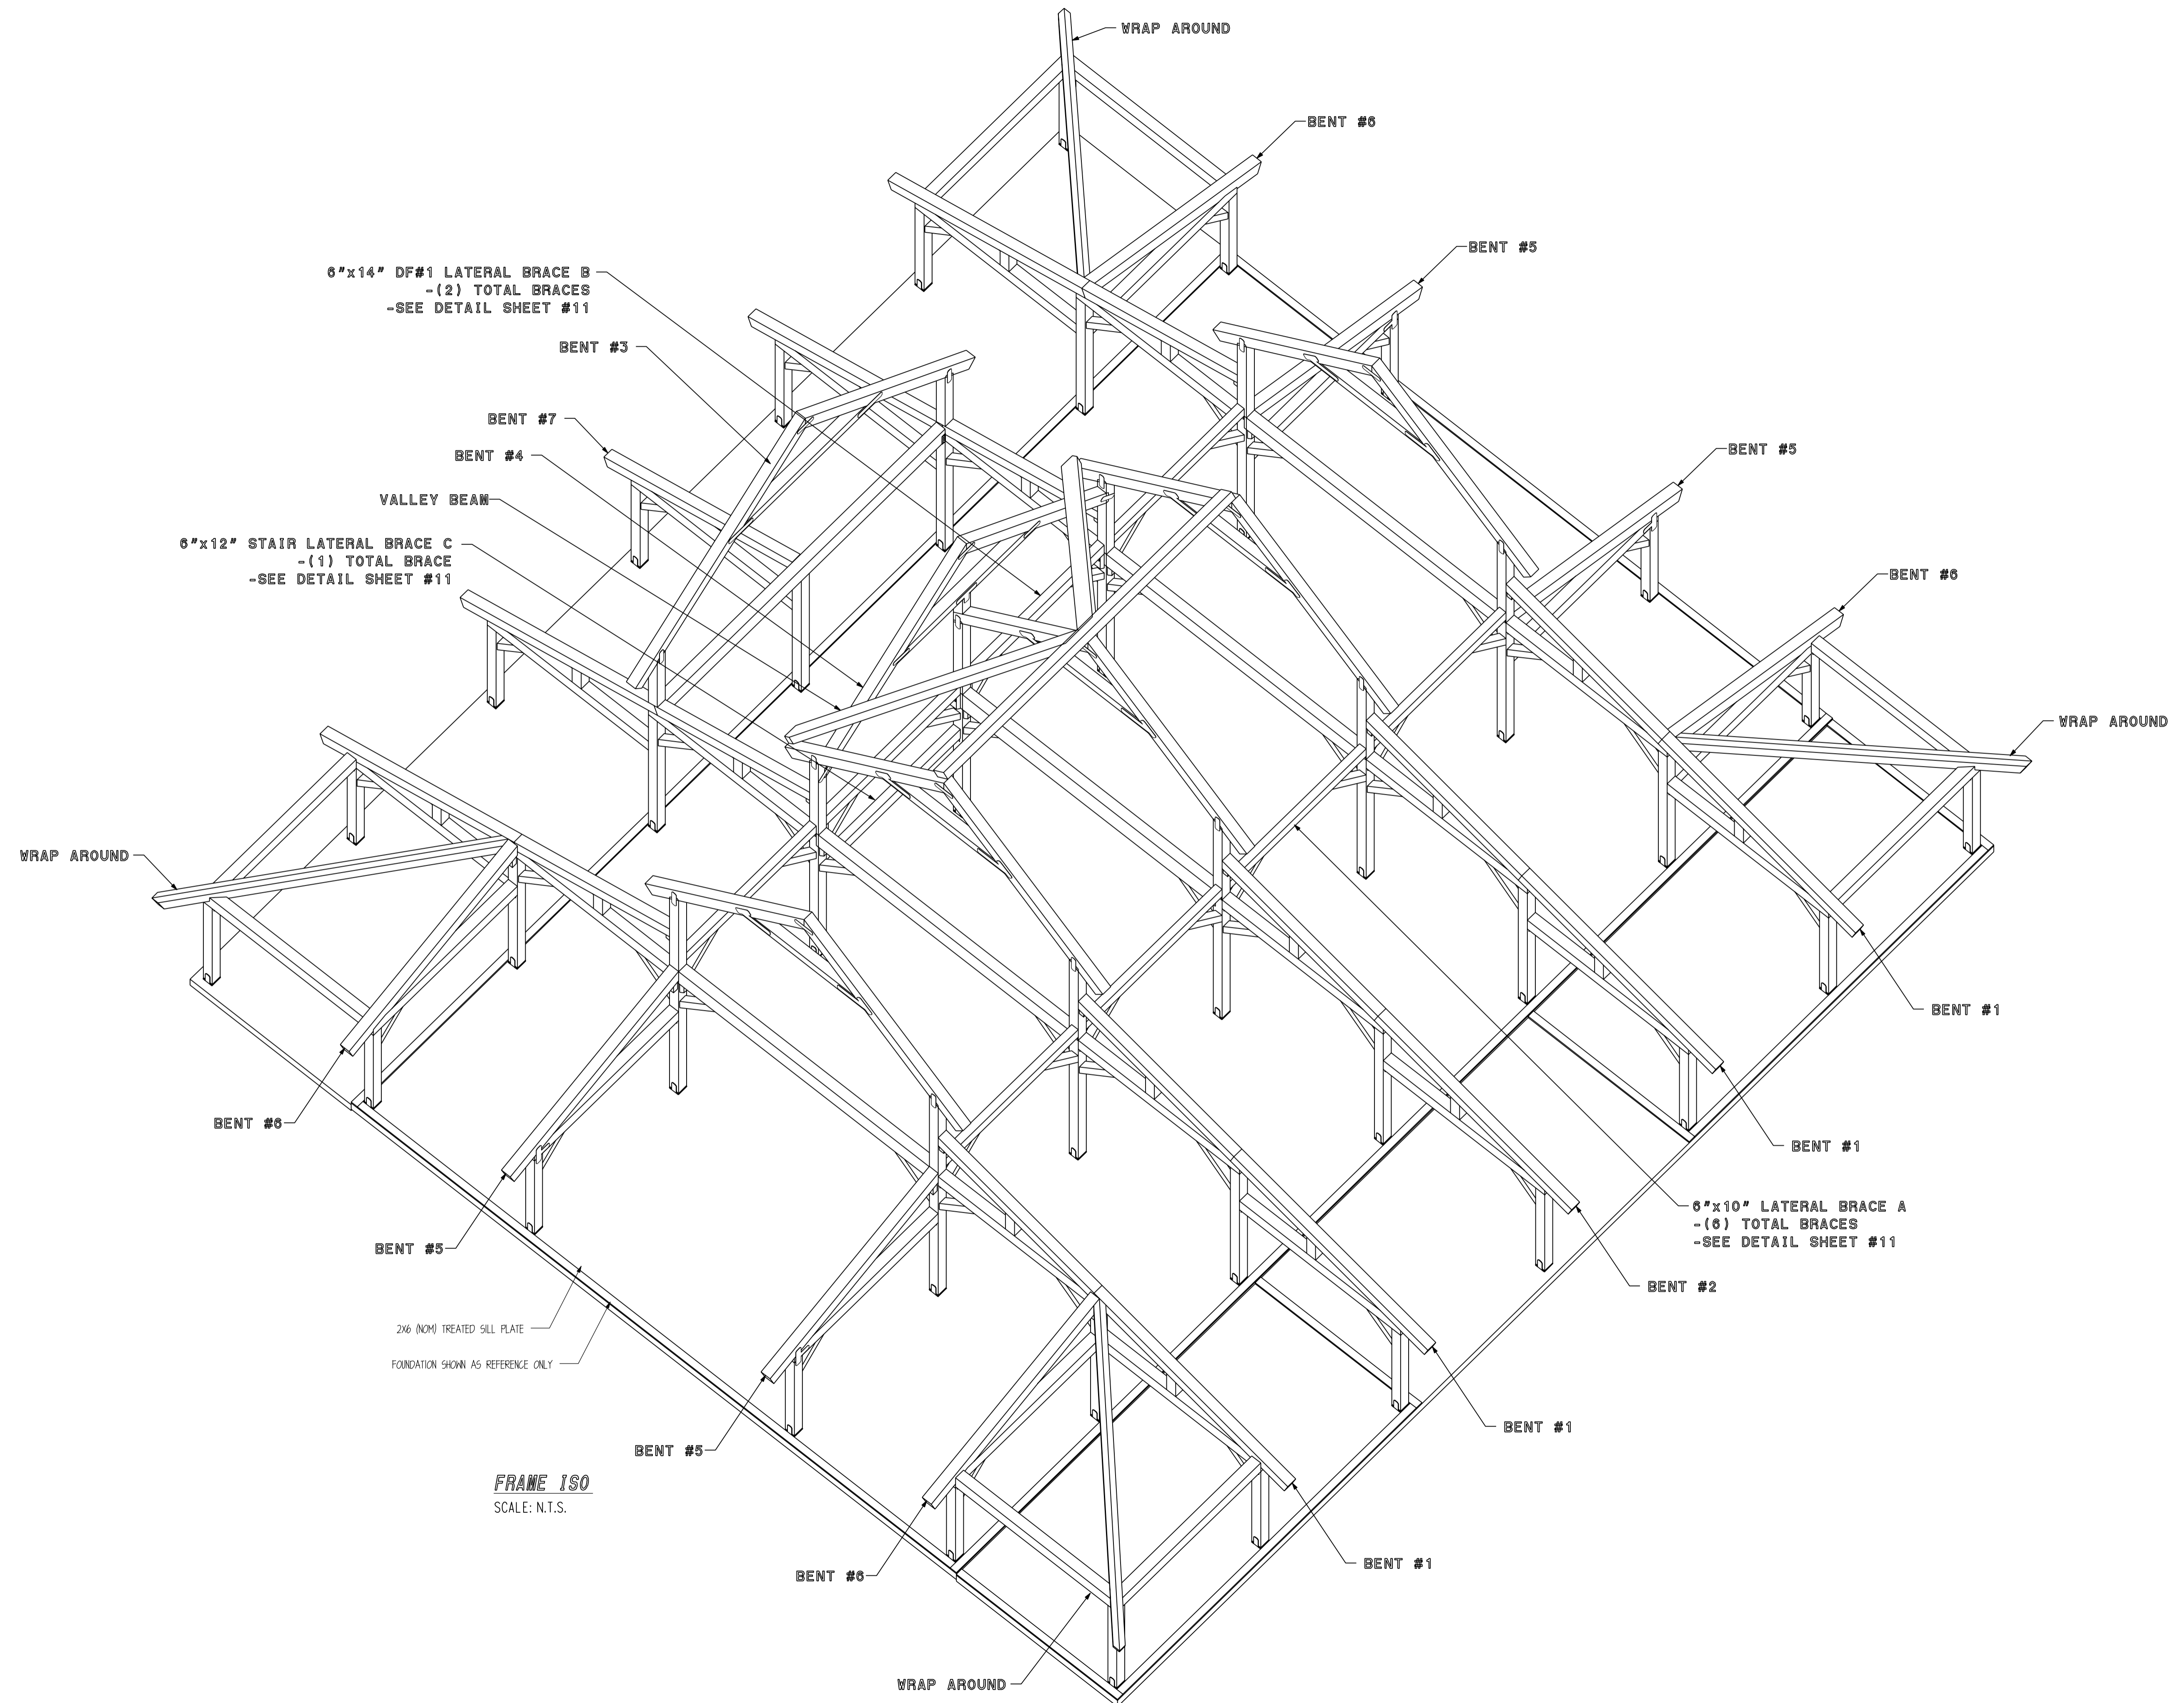 WRAP AROUND
BENT #6
BENT #5
6"x14" DF#1 LATERAL BRACE B
-(2) TOTAL BRACES
-SEE DETAIL SHEET #11
BENT #3
BENT #7
BENT #4
VALLEY BEAM
6"x12" STAIR LATERAL BRACE C
-(1) TOTAL BRACE
-SEE DETAIL SHEET #11
BENT #5
BENT #6
WRAP AROUND
WRAP AROUND
BENT #1
BENT #6
BENT #1
6"x10" LATERAL BRACE A
-(6) TOTAL BRACES
-SEE DETAIL SHEET #11
BENT #5
BENT #2
2X6 (NOM) TREATED SILL PLATE
FOUNDATION SHOWN AS REFERENCE ONLY
BENT #1
BENT #5
FRAME ISO
SCALE: N.T.S.
BENT #1
BENT #6
WRAP AROUND